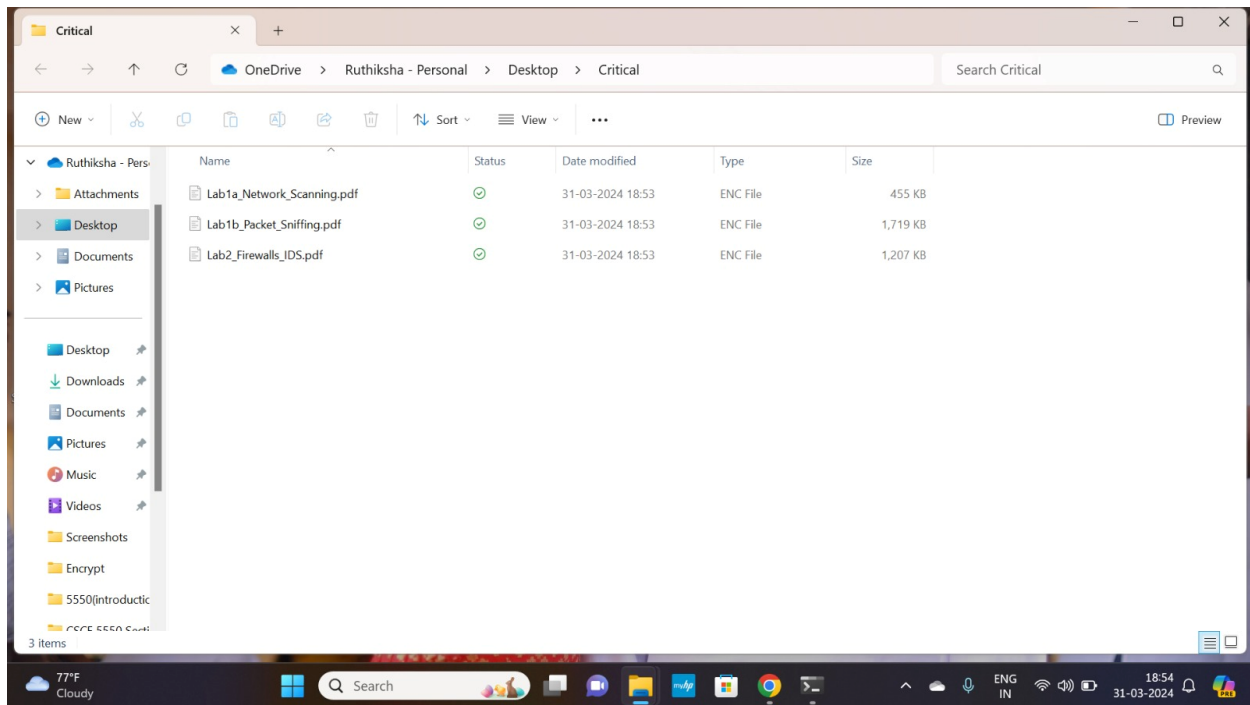 Critical
OneDrive > Ruthiksha - Personal > Desktop > Critical
Search Critical
New
Sort
View
Preview
Ruthiksha - Pers
Attachments
Desktop
Documents
Pictures
Desktop
Downloads
Documents
Pictures
Music
Videos
Screenshots
Encrypt
5550(introductic
Name Status Date modified Type Size
Lab1a_Network_Scanning.pdf 31-03-2024 18:53 ENC File 455 KB
Lab1b_Packet_Sniffing.pdf 31-03-2024 18:53 ENC File 1,719 KB
Lab2_Firewalls_IDS.pdf 31-03-2024 18:53 ENC File 1,207 KB
3 items
77°F
Cloudy
Search
myhp
ENG
IN
18:54
31-03-2024
PRE